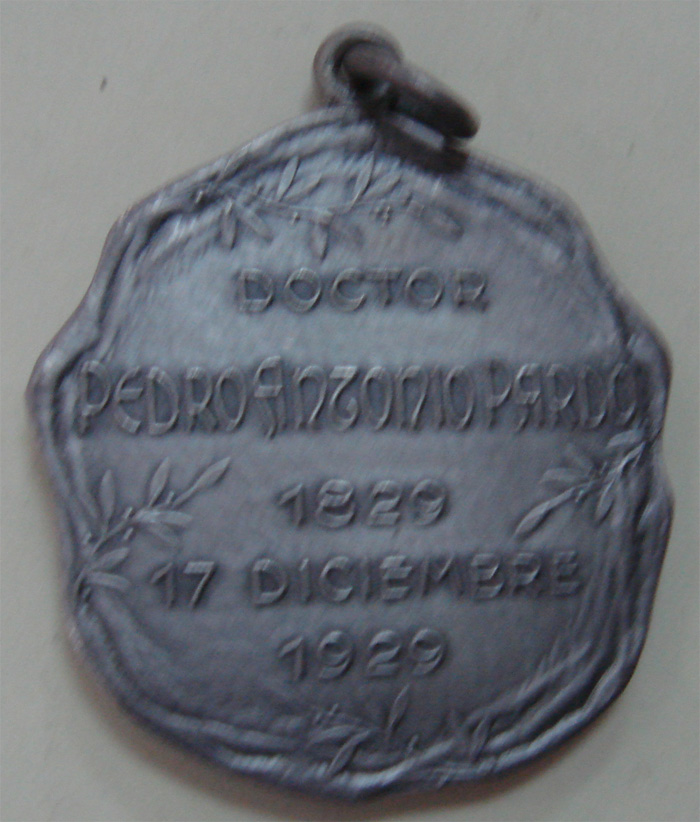 DOCTOR
PEDRO ANTONIO PARDO
1829
17 DICIEMBRE
1929